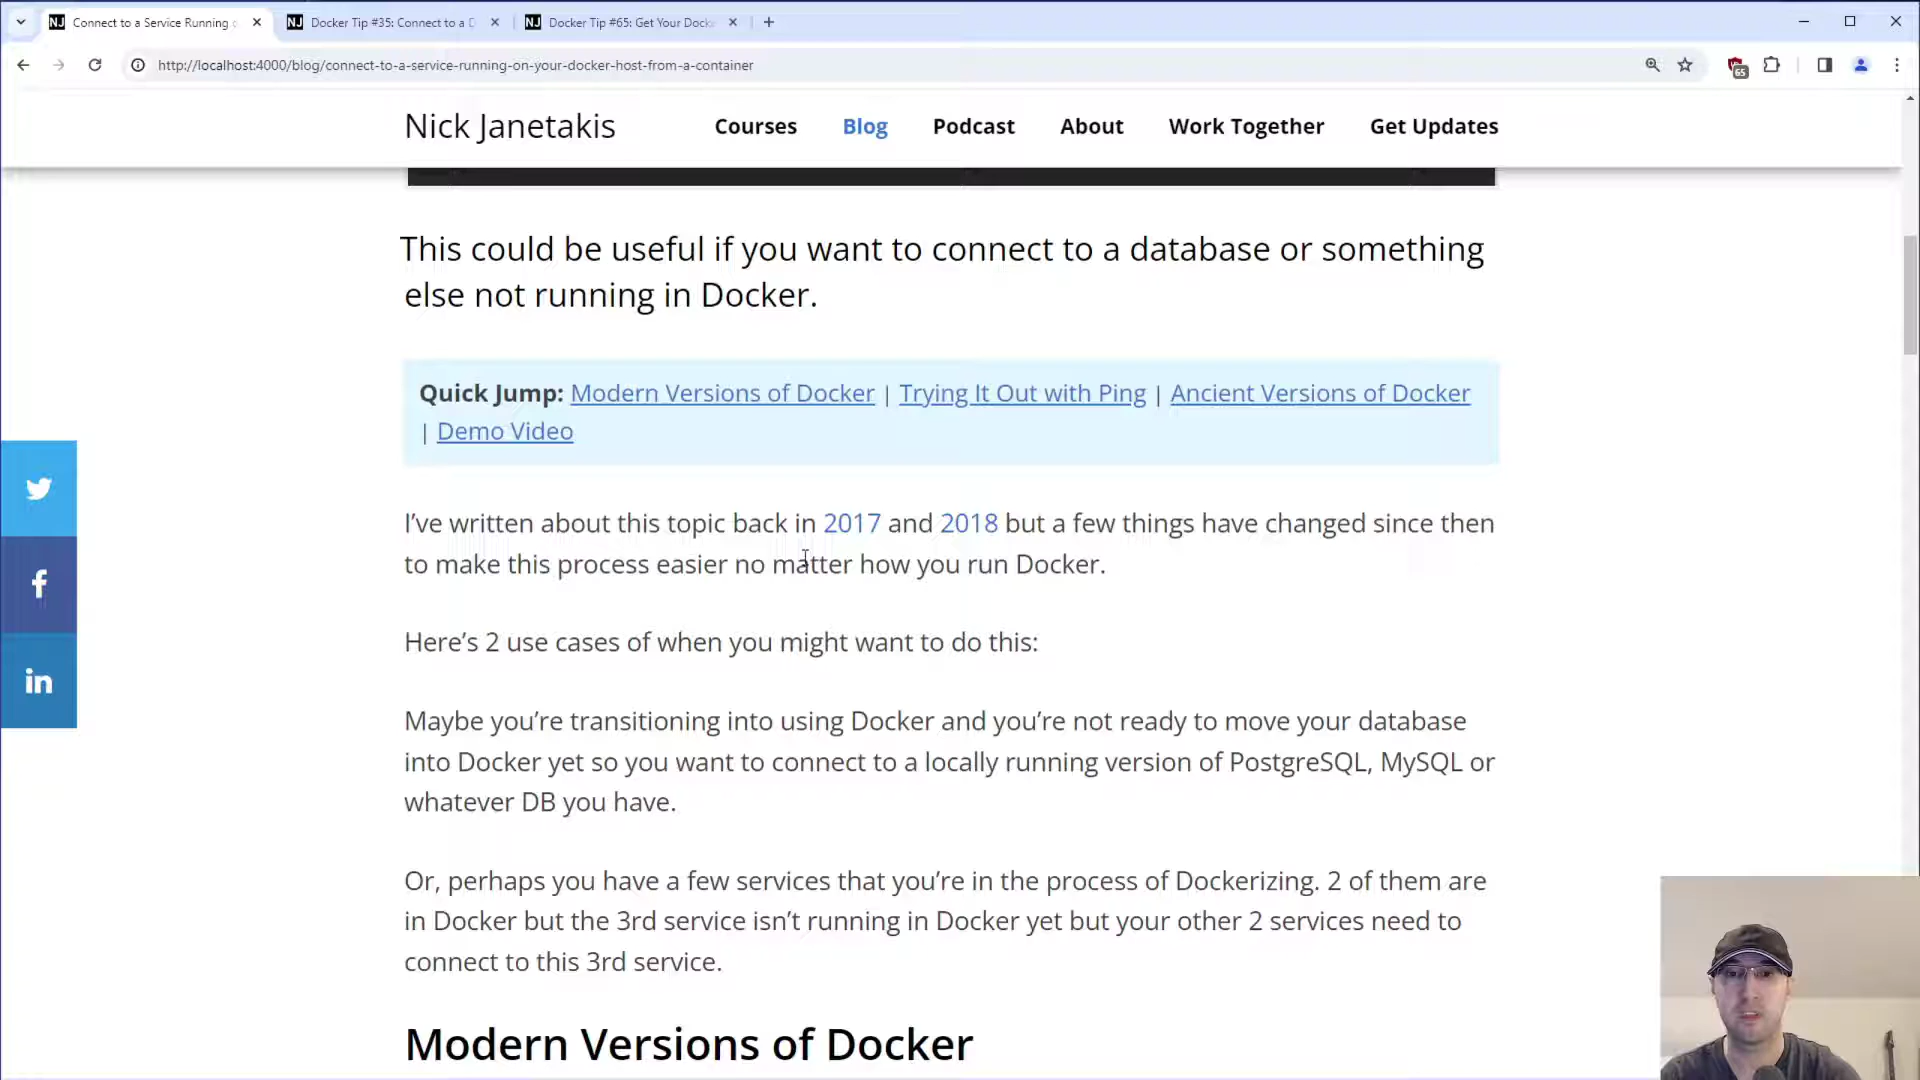 NJ Connect to a Service Running
NJ Docker Tip #35: Connect to a D
NJ Docker Tip #65: Get Your Dock
http://localhost:4000/blog/connect-to-a-service-running-on-your-docker-host-from-a-container
65
Nick Janetakis
Courses
Blog
Podcast
About
Work Together
Get Updates
This could be useful if you want to connect to a database or something
else not running in Docker.
Quick Jump: Modern Versions of Docker | Trying It Out with Ping | Ancient Versions of Docker
| Demo Video
I’ve written about this topic back in 2017 and 2018 but a few things have changed since then
to make this process easier no matter how you run Docker.
Here’s 2 use cases of when you might want to do this:
Maybe you’re transitioning into using Docker and you’re not ready to move your database
into Docker yet so you want to connect to a locally running version of PostgreSQL, MySQL or
whatever DB you have.
Or, perhaps you have a few services that you’re in the process of Dockerizing. 2 of them are
in Docker but the 3rd service isn’t running in Docker yet but your other 2 services need to
connect to this 3rd service.
Modern Versions of Docker